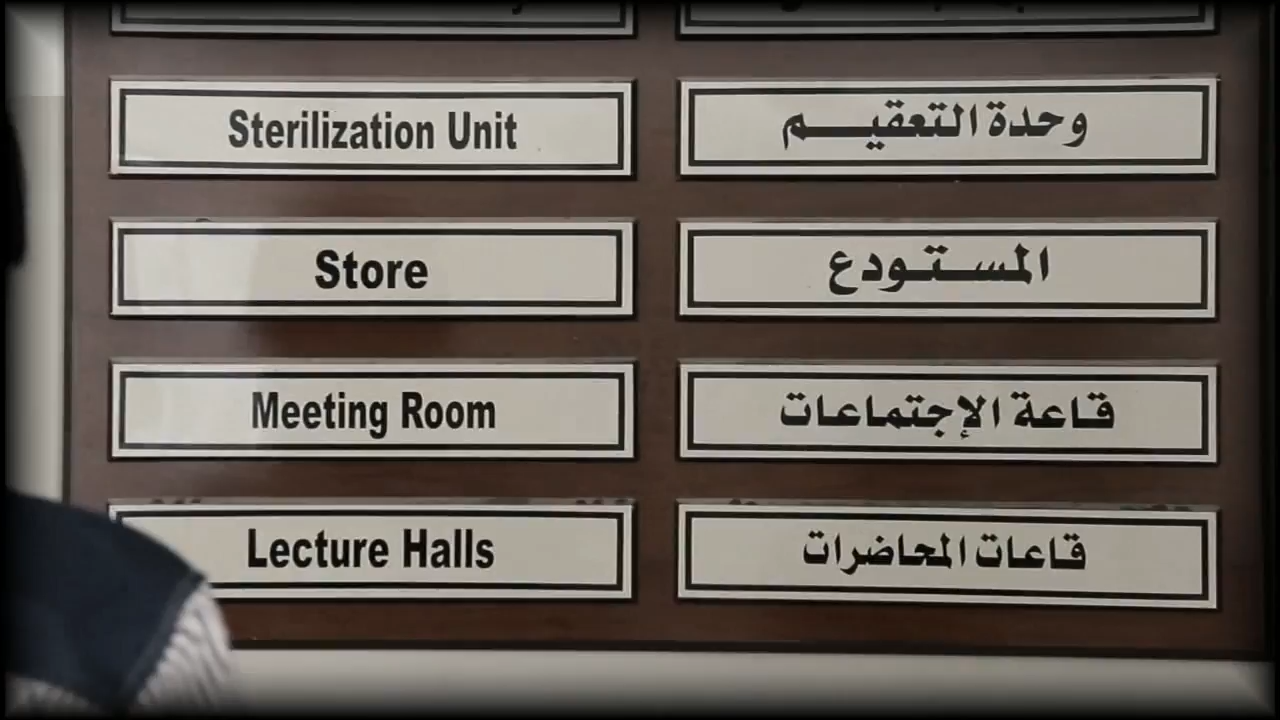 Sterilization Unit
وحدة التعقيم
Store
المستودع
Meeting Room
قاعة الإجتماعات
Lecture Halls
قاعات المحاضرات